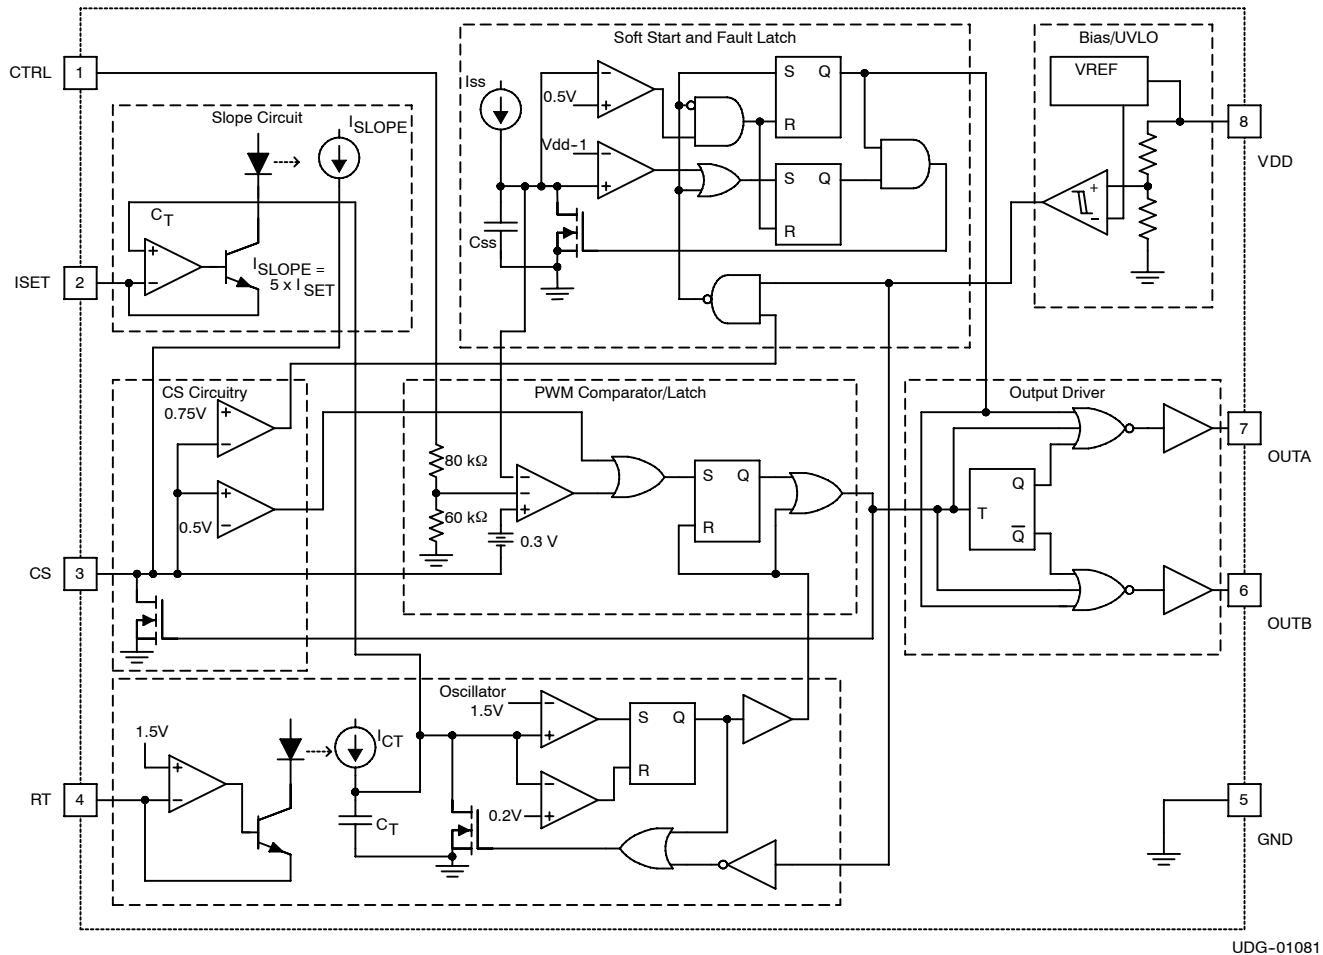 Soft Start and Fault Latch
Bias/UVLO
CTRL
1
Iss
0.5V
S Q
R
VREF
Slope Circuit
ISLOPE
8
VDD
Vdd-1
S Q
R
+
-
CT
Css
ISLOPE =
5 x ISET
ISET
2
CS Circuitry
0.75V
PWM Comparator/Latch
Output Driver
7
OUTA
80 kΩ
S Q
R
Q
T
Q
0.5V
60 kΩ
0.3 V
CS
3
6
OUTB
Oscillator
1.5V
S Q
R
1.5V
ICT
RT
4
0.2V
CT
5
GND
UDG-01081